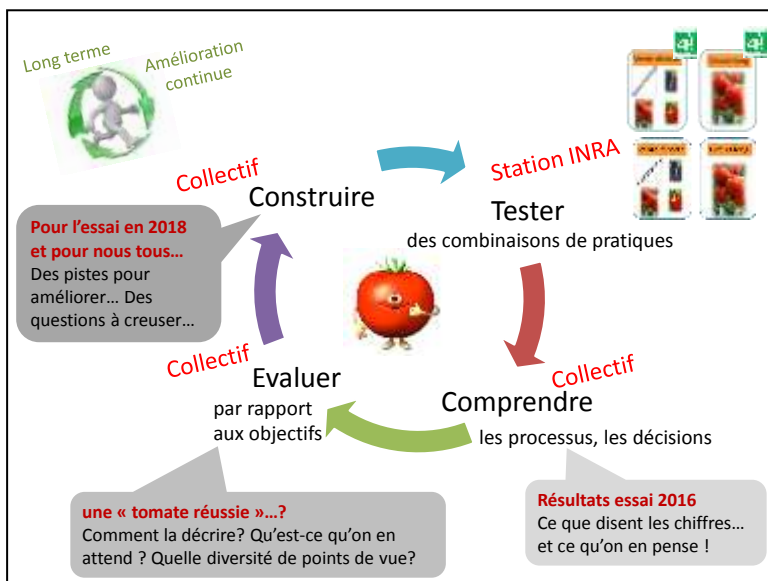 Long terme
Amélioration
continue
Collectif
Construire
Station INRA
Tester
des combinaisons de pratiques
Pour l’essai en 2018
et pour nous tous…
Des pistes pour
améliorer… Des
questions à creuser…
Collectif
Evaluer
par rapport
aux objectifs
Collectif
Comprendre
les processus, les décisions
une « tomate réussie »…?
Comment la décrire? Qu’est-ce qu’on en
attend ? Quelle diversité de points de vue?
Résultats essai 2016
Ce que disent les chiffres…
et ce qu’on en pense !